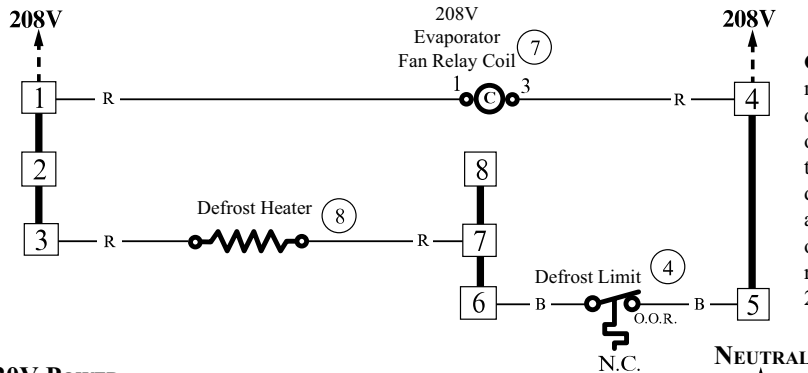 208V
208V
208V
Evaporator
Fan Relay Coil
7
1
3
1
R
C
R
4
2
8
Defrost Heater
8
3
R
R
7
Defrost Limit
4
6
B
B
5
O.O.R.
N.C.
NEUTRAL